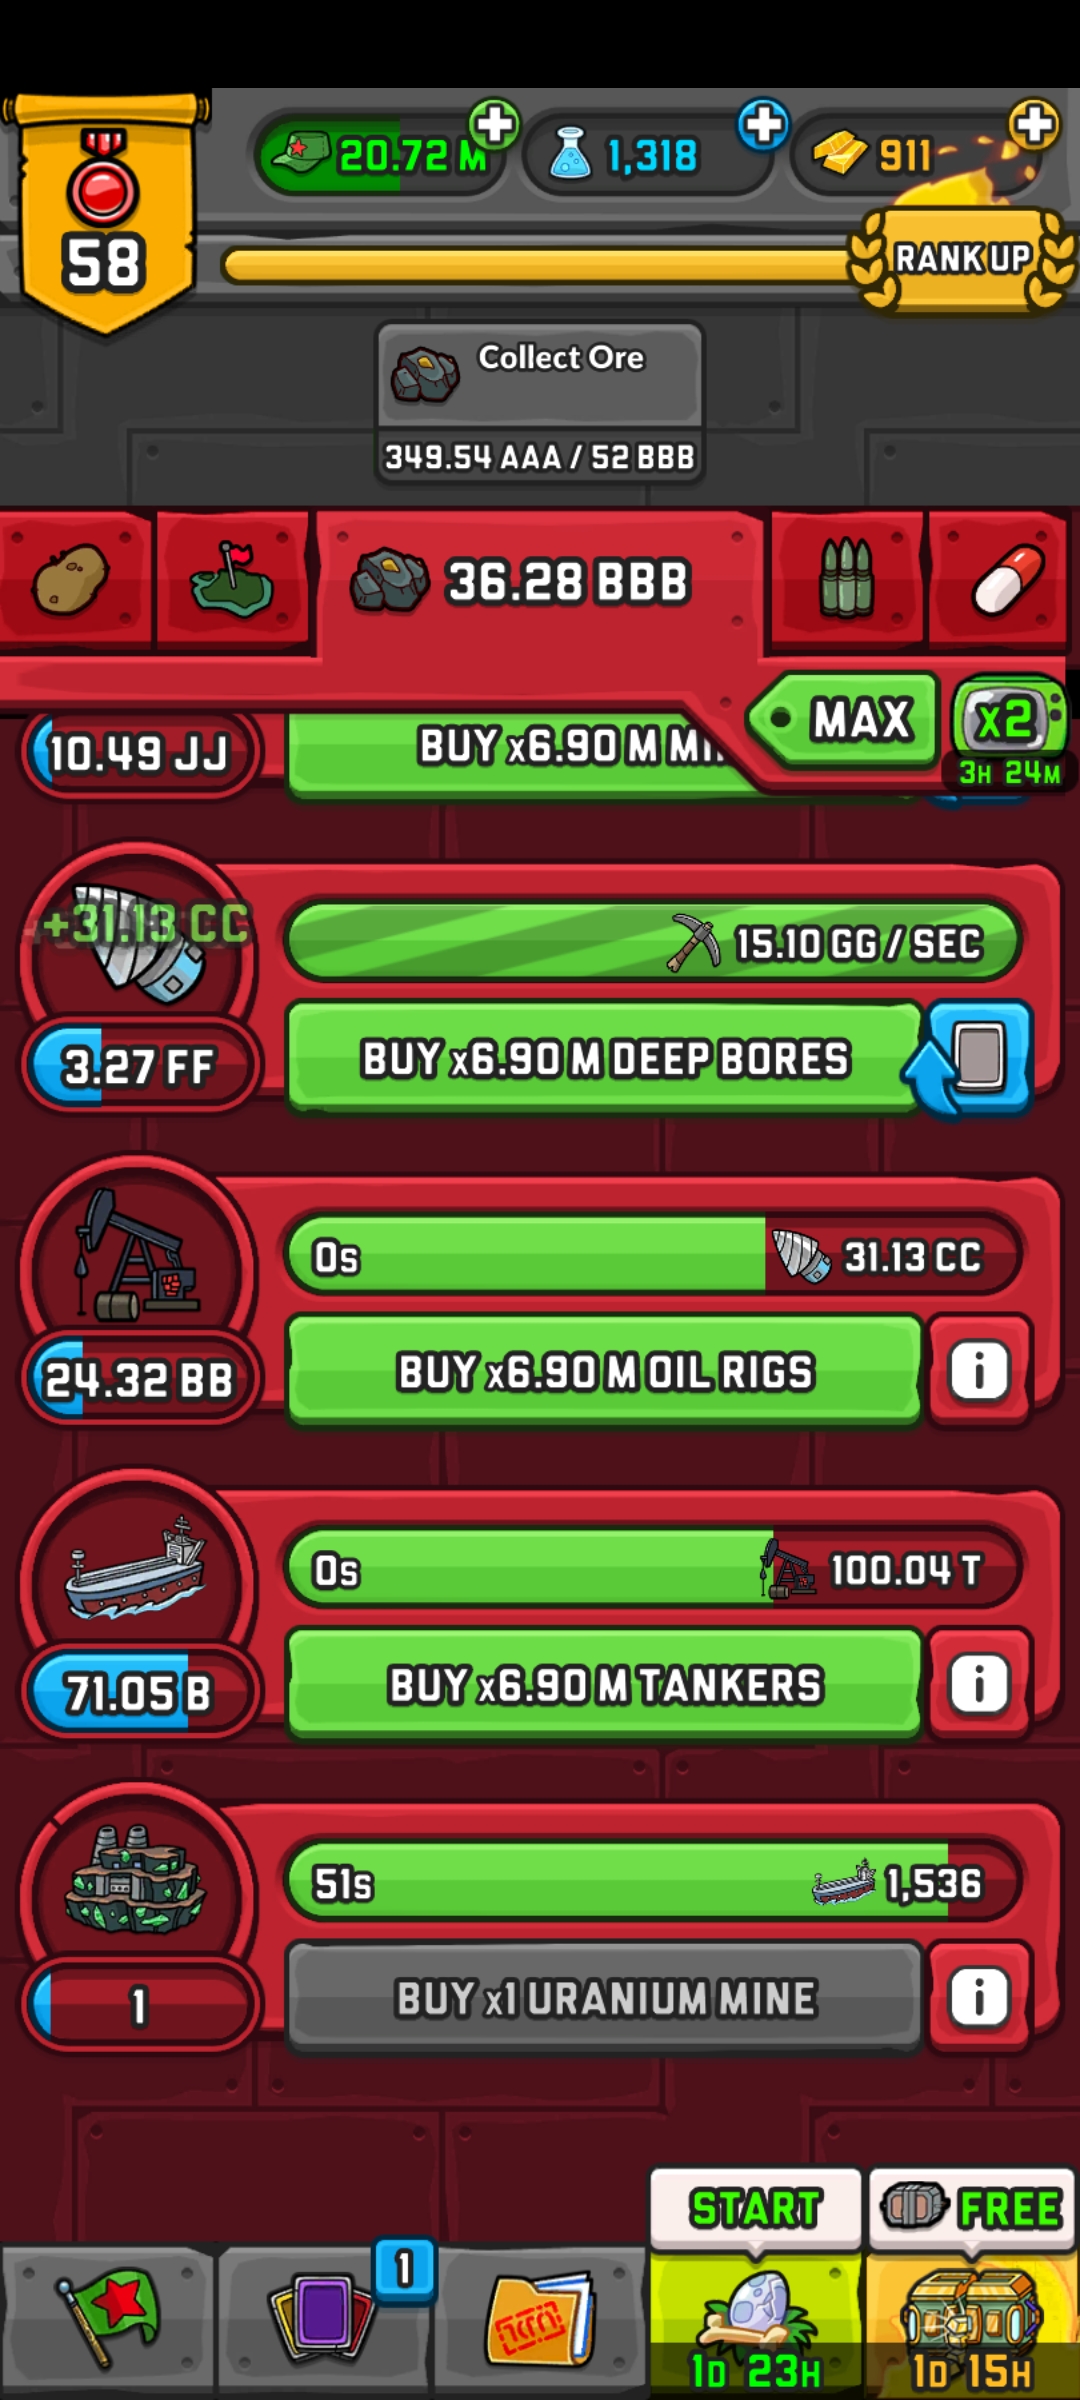 20.72 M
1,318
911
58
RANK UP
Collect Ore
349.54 AAA / 52 BBB
36.28 BBB
MAX
x2
3H 24M
10.49 JJ
BUY x6.90 M
+31.13 CC
15.10 GG / SEC
3.27 FF
BUY x6.90 M DEEP BORES
0s
31.13 CC
24.32 BB
BUY x6.90 M OIL RIGS
0s
100.04 T
71.05 B
BUY x6.90 M TANKERS
51s
1,536
1
BUY x1 URANIUM MINE
START
FREE
1
1D 23H
1D 15H